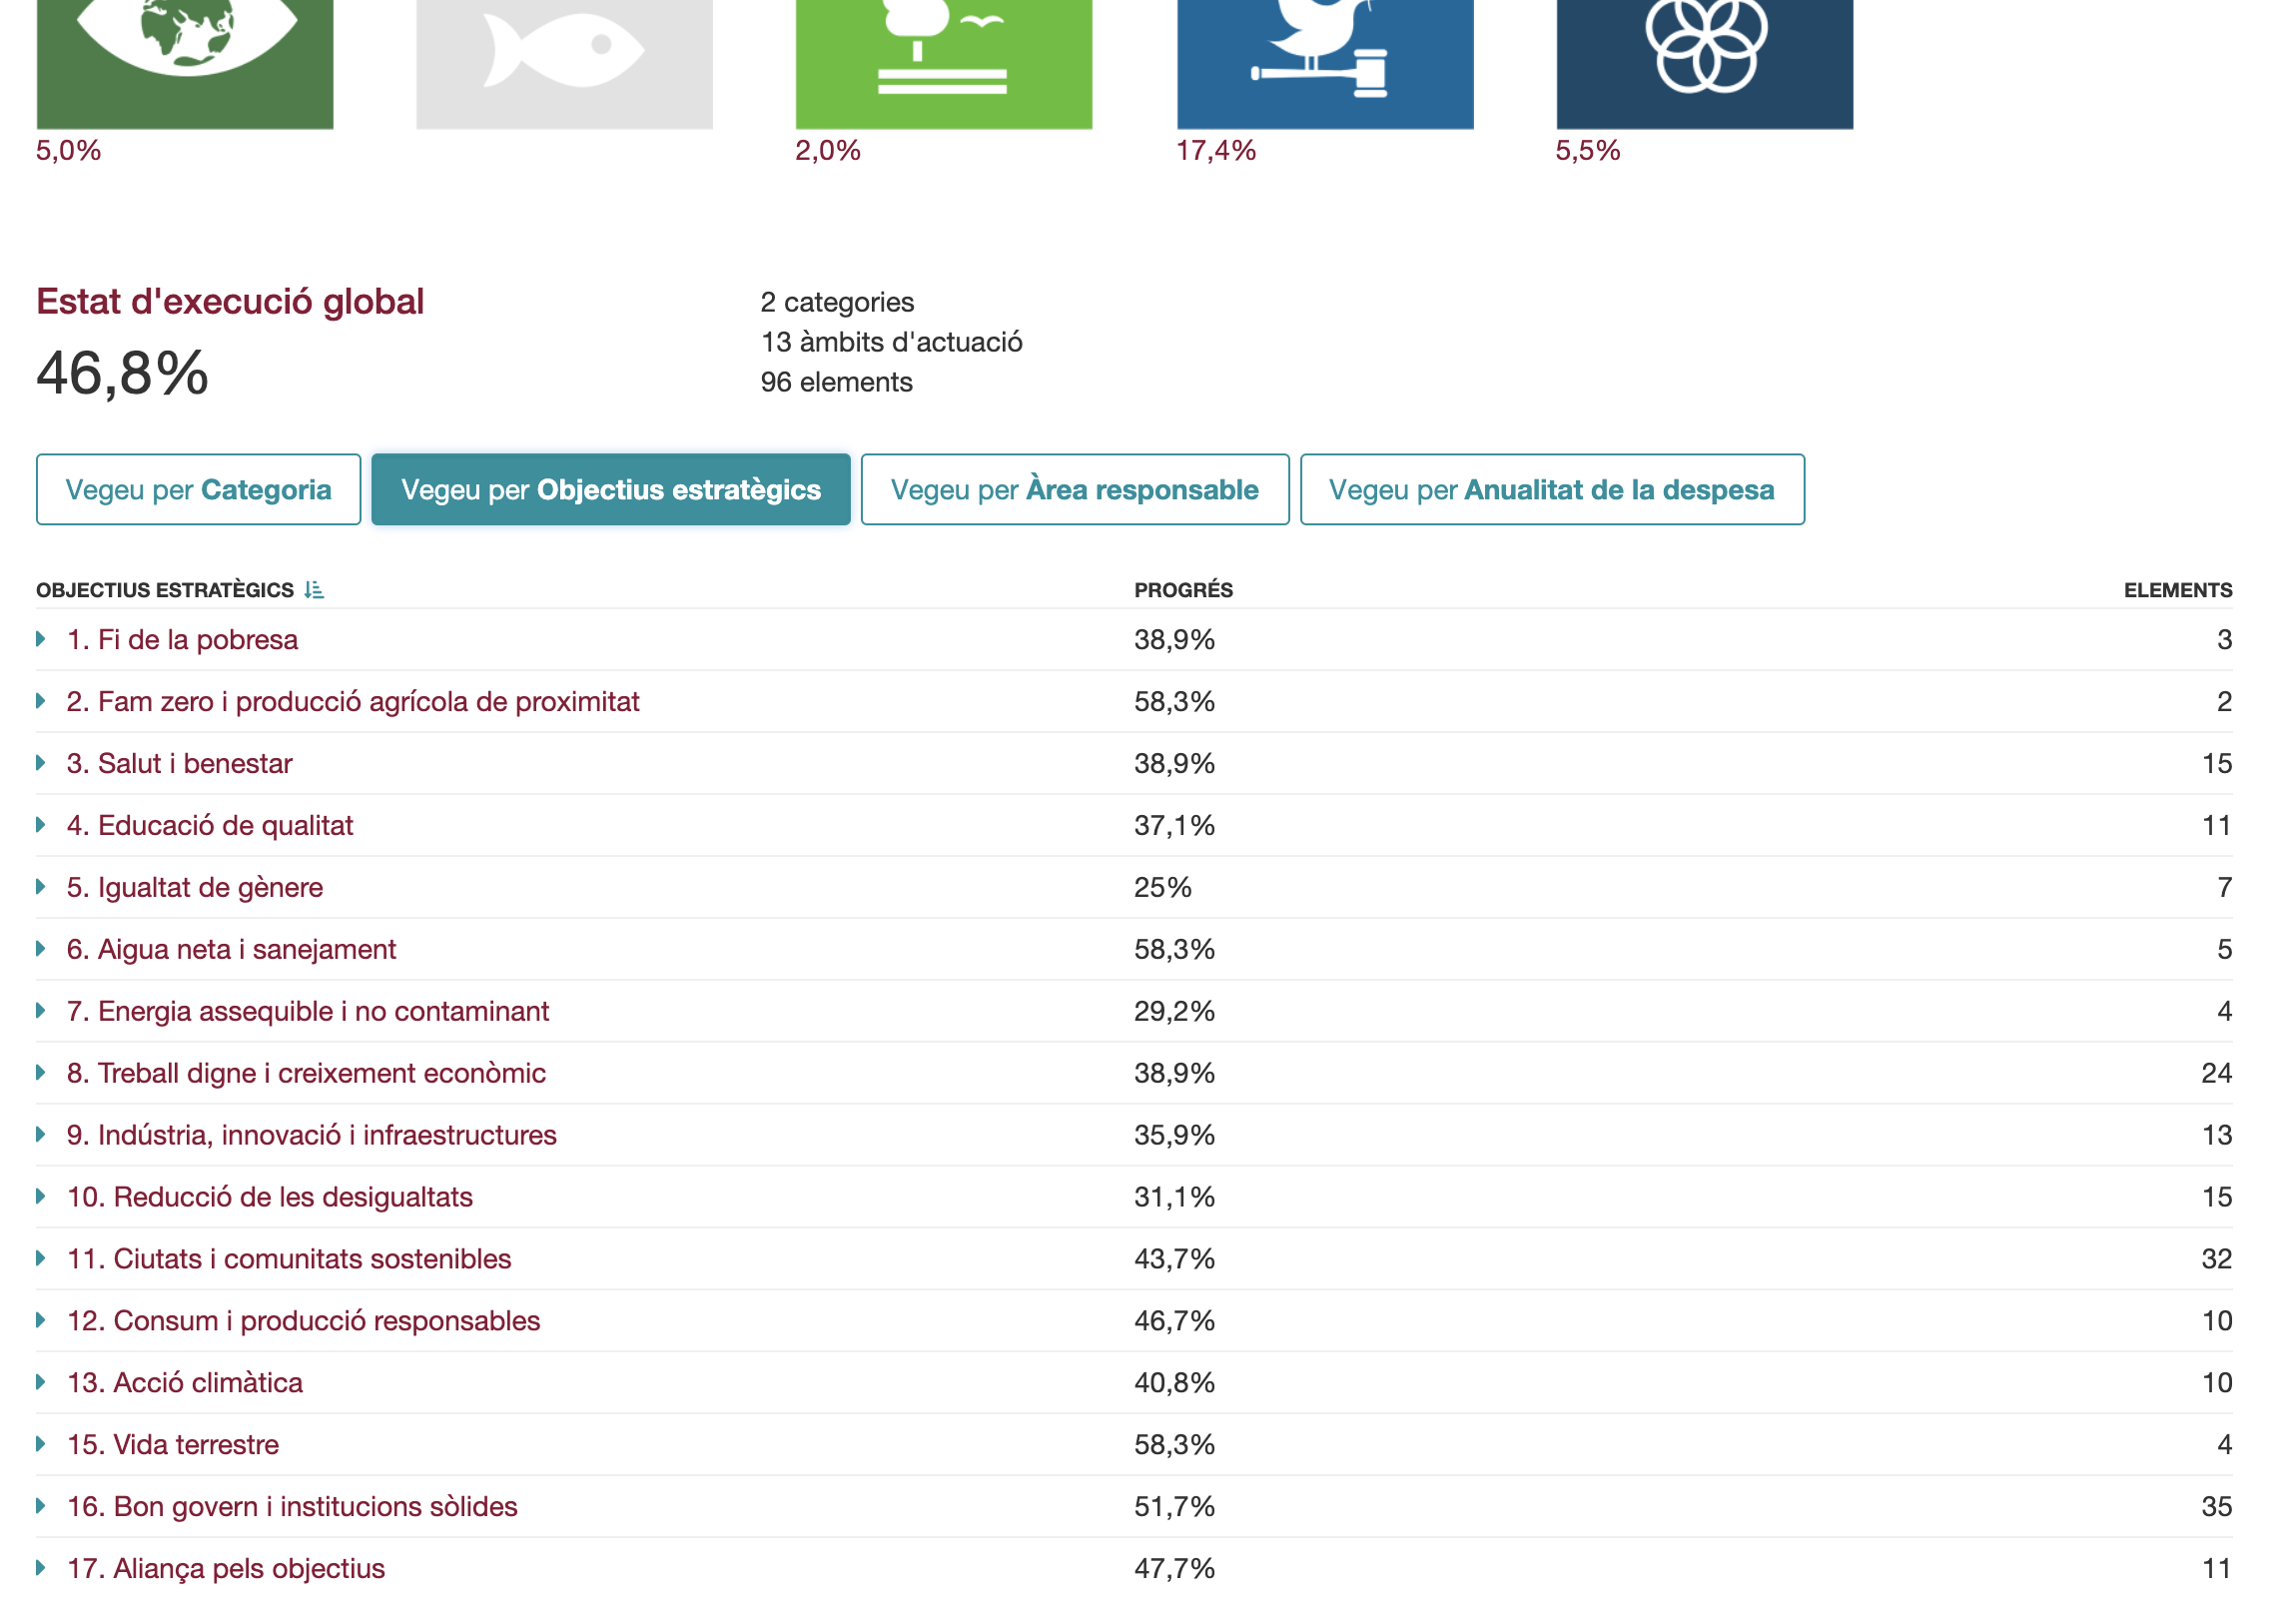 5,0% 2,0% 17,4% 5,5%
Estat d'execució global
46,8%
2 categories
13 àmbits d'actuació
96 elements
Vegeu per Categoria Vegeu per Objectius estratègics Vegeu per Àrea responsable Vegeu per Anualitat de la despesa
OBJECTIUS ESTRATÈGICS PROGRÉS ELEMENTS
1. Fi de la pobresa 38,9% 3
2. Fam zero i producció agrícola de proximitat 58,3% 2
3. Salut i benestar 38,9% 15
4. Educació de qualitat 37,1% 11
5. Igualtat de gènere 25% 7
6. Aigua neta i sanejament 58,3% 5
7. Energia assequible i no contaminant 29,2% 4
8. Treball digne i creixement econòmic 38,9% 24
9. Indústria, innovació i infraestructures 35,9% 13
10. Reducció de les desigualtats 31,1% 15
11. Ciutats i comunitats sostenibles 43,7% 32
12. Consum i producció responsables 46,7% 10
13. Acció climàtica 40,8% 10
15. Vida terrestre 58,3% 4
16. Bon govern i institucions sòlides 51,7% 35
17. Aliança pels objectius 47,7% 11